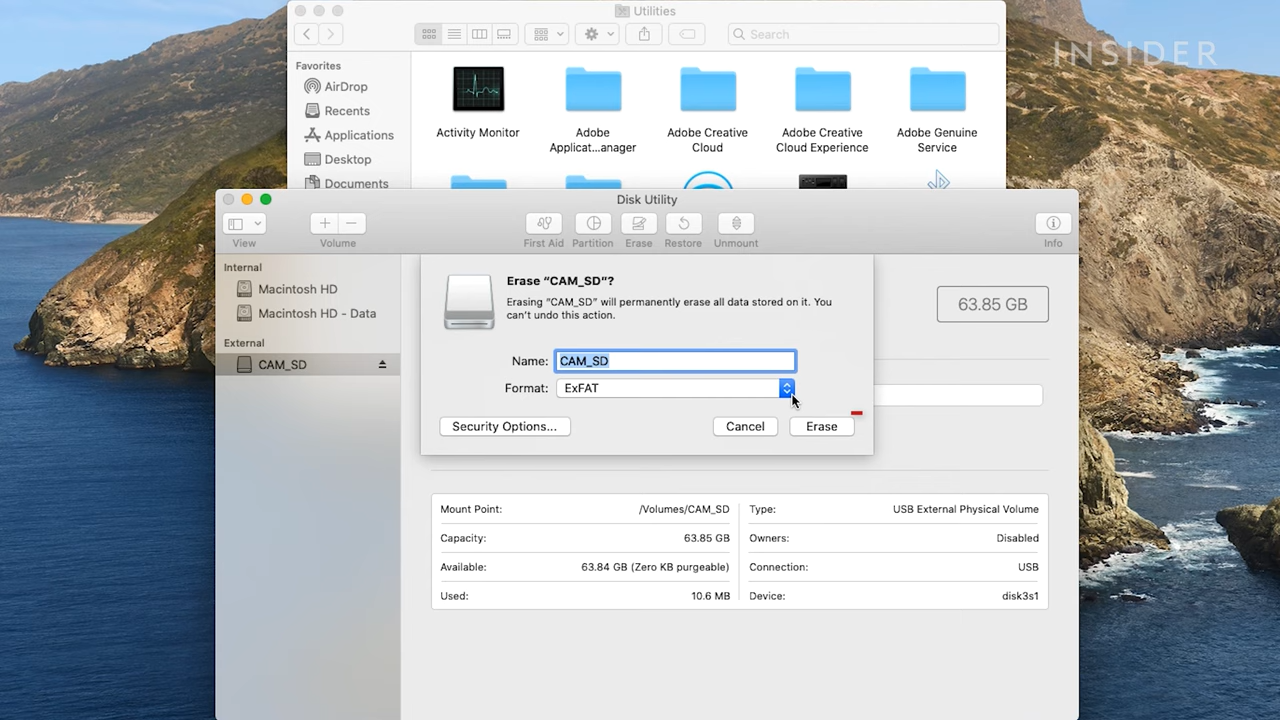 Utilities
Search
INSIDER
Favorites
AirDrop
Recents
Applications
Desktop
Documents
Activity Monitor
Adobe
Applicat...anager
Adobe Creative
Cloud
Adobe Creative
Cloud Experience
Adobe Genuine
Service
Disk Utility
View
Volume
First Aid
Partition
Erase
Restore
Unmount
Info
Internal
Macintosh HD
Macintosh HD - Data
External
CAM_SD
Erase “CAM_SD”?
Erasing “CAM_SD” will permanently erase all data stored on it. You
can’t undo this action.
Name: CAM_SD
Format: ExFAT
Security Options...
Cancel
Erase
63.85 GB
Mount Point: /Volumes/CAM_SD
Capacity: 63.85 GB
Available: 63.84 GB (Zero KB purgeable)
Used: 10.6 MB
Type: USB External Physical Volume
Owners: Disabled
Connection: USB
Device: disk3s1